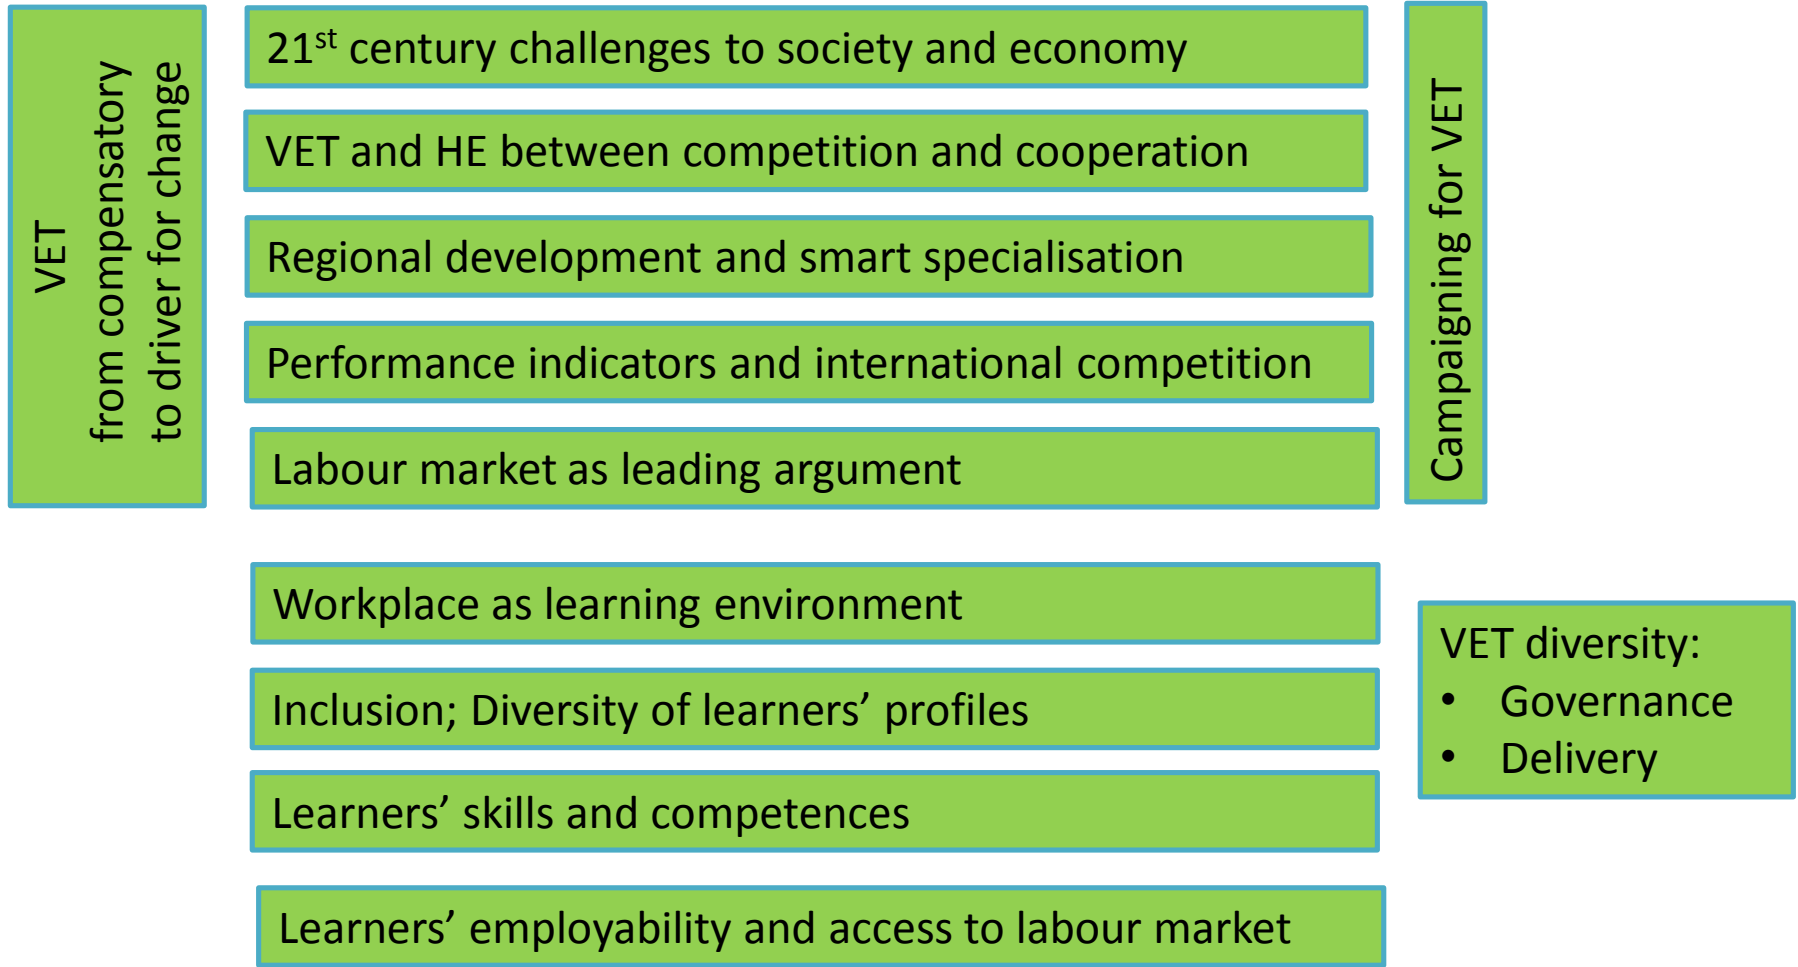 VET
from compensatory
to driver for change
21st century challenges to society and economy
VET and HE between competition and cooperation
Regional development and smart specialisation
Performance indicators and international competition
Labour market as leading argument
Campaigning for VET
Workplace as learning environment
Inclusion; Diversity of learners’ profiles
Learners’ skills and competences
Learners’ employability and access to labour market
VET diversity:
• Governance
• Delivery